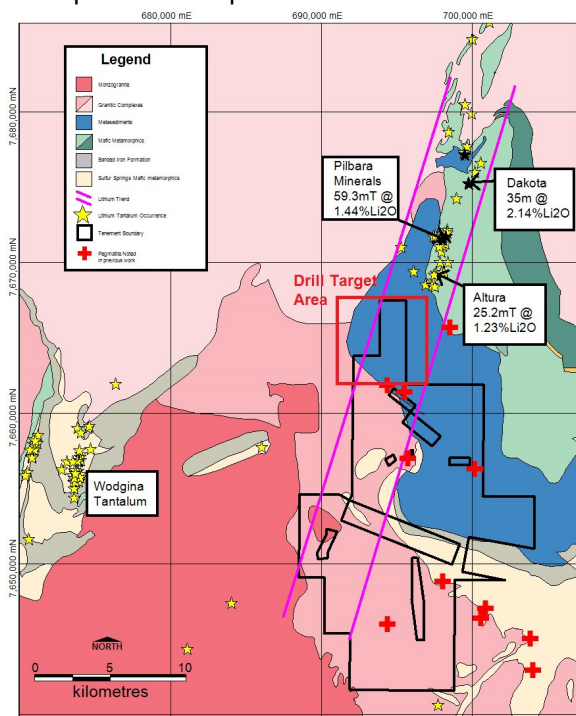 680,000 mE
690,000 mE
700,000 mE
Legend
Monzogranite
Granitic Complexes
Metasediments
Mafic Metamorphics
Banded Iron Formation
Sulfur Springs Mafic metamorphics
Lithium Trend
Lithium Tantalum Occurrence
Tenement Boundary
Pegmatite Noted
in previous work
7,680,000 mN
7,670,000 mN
7,660,000 mN
7,650,000 mN
Pilbara
Minerals
59.3mT @
1.44%Li2O
Dakota
35m @
2.14%Li2O
Drill Target
Area
Altura
25.2mT @
1.23%Li2O
Wodgina
Tantalum
NORTH
0 5 10
kilometres